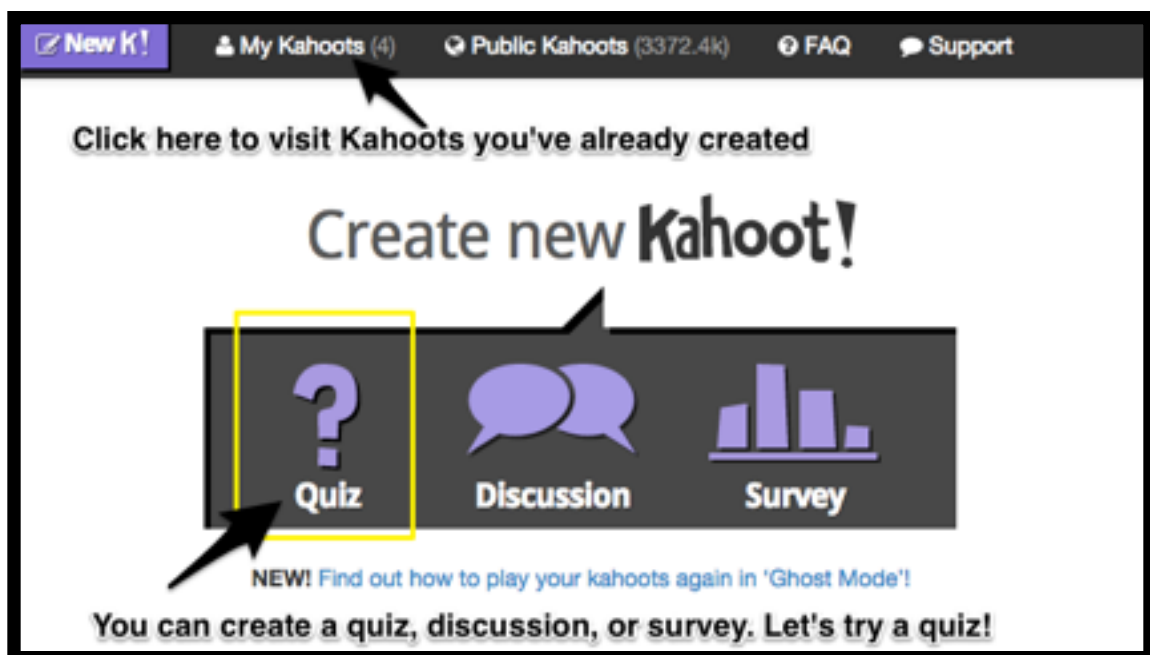 New K! My Kahoots (4) Public Kahoots (3372.4k) FAQ Support
Click here to visit Kahoots you've already created
Create new Kahoot!
Quiz Discussion Survey
NEW! Find out how to play your kahoots again in 'Ghost Mode'!
You can create a quiz, discussion, or survey. Let's try a quiz!